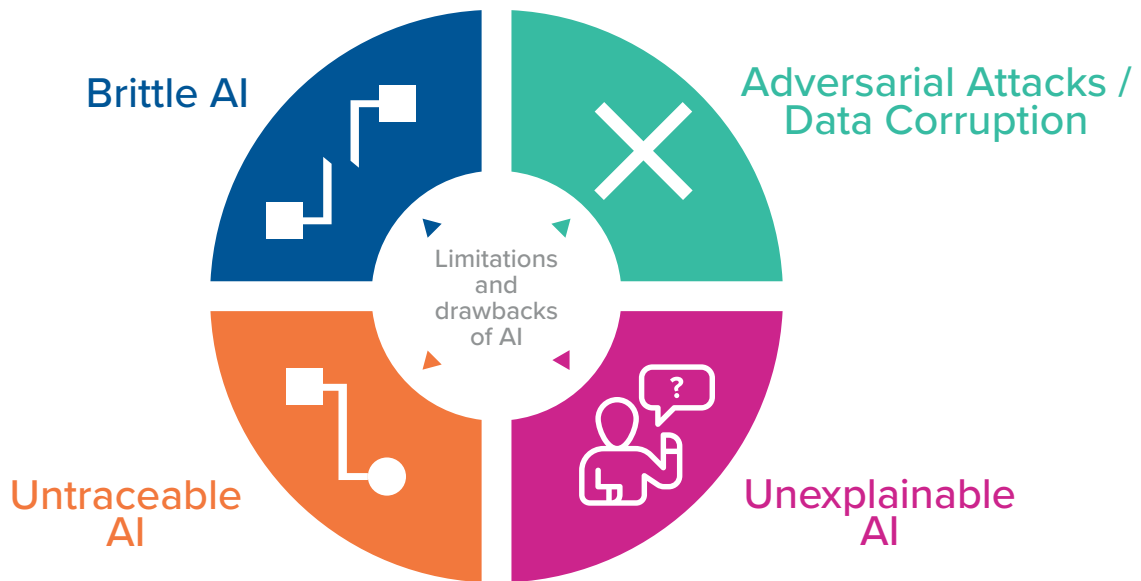 Brittle AI
Adversarial Attacks /
Data Corruption
Limitations
and
drawbacks
of AI
?
Untraceable
AI
Unexplainable
AI